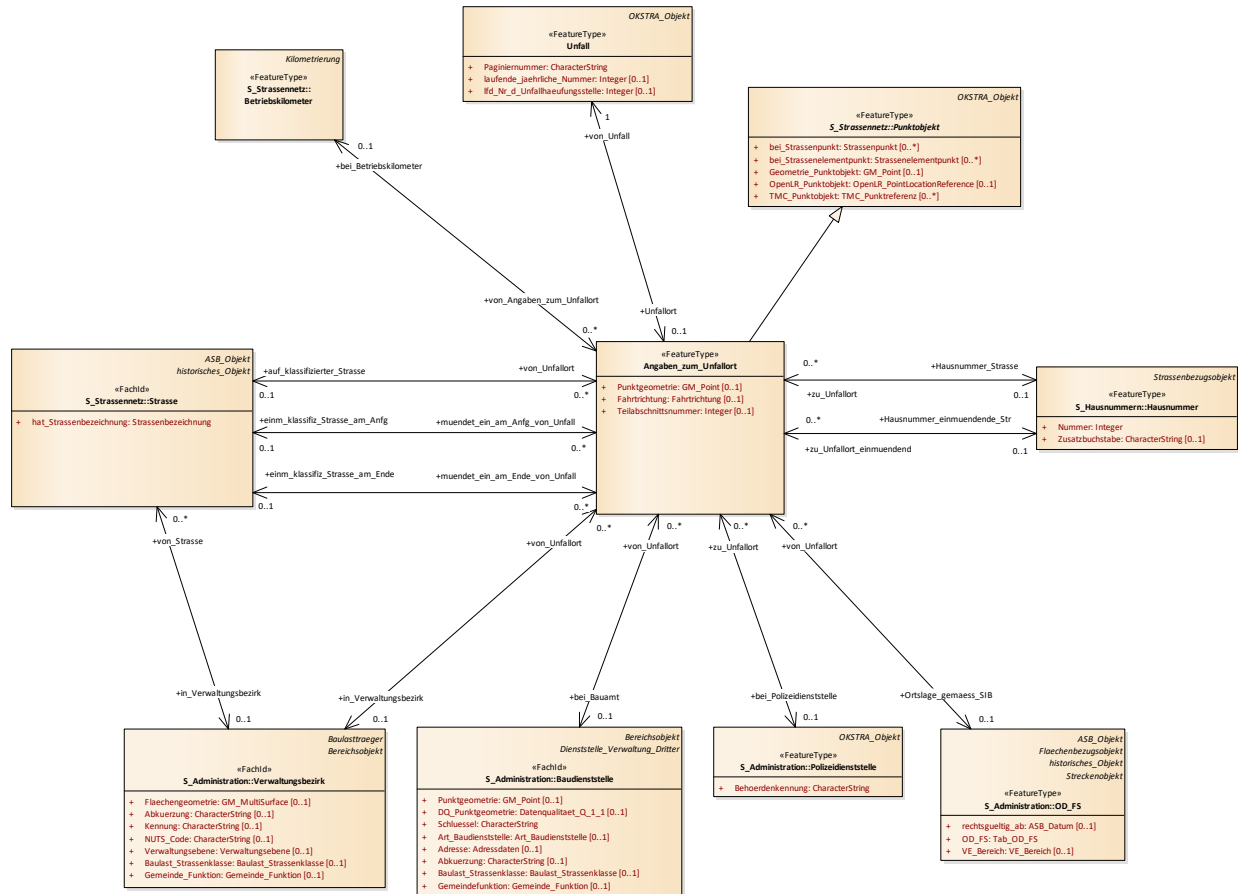 OKSTRA_Objekt
«FeatureType»
Unfall
+ Paginiernummer: CharacterString
+ laufende_jaehrliche_Nummer: Integer [0..1]
+ lfd_Nr_d_Unfallhaeufungsstelle: Integer [0..1]
Kilometrierung
«FeatureType»
S_Strassennetz::
Betriebskilometer
OKSTRA_Objekt
«FeatureType»
S_Strassennetz::Punktobjekt
+ bei_Strassenpunkt: Strassenpunkt [0..*]
+ bei_Strassenelementpunkt: Strassenelementpunkt [0..*]
+ Geometrie_Punktobjekt: GM_Point [0..1]
+ OpenLR_Punktobjekt: OpenLR_PointLocationReference [0..1]
+ TMC_Punktobjekt: TMC_Punktreferenz [0..*]
1
+von_Unfall
0..1
+bei_Betriebskilometer
+von_Angaben_zum_Unfallort
0..*
+Unfallort
0..1
ASB_Objekt
historisches_Objekt
«FachId»
S_Strassennetz::Strasse
+ hat_Strassenbezeichnung: Strassenbezeichnung
+auf_klassifizierter_Strasse
0..1
+von_Unfallort
0..*
+einm_klassifiz_Strasse_am_Anfg
0..1
+muendet_ein_am_Anfg_von_Unfall
0..*
+einm_klassifiz_Strasse_am_Ende
0..1
+muendet_ein_am_Ende_von_Unfall
0..*
«FeatureType»
Angaben_zum_Unfallort
+ Punktgeometrie: GM_Point [0..1]
+ Fahrtrichtung: Fahrtrichtung [0..1]
+ Teilabschnittsnummer: Integer [0..1]
0..*
+zu_Unfallort
+Hausnummer_Strasse
0..1
0..*
+zu_Unfallort_einmuendend
+Hausnummer_einmuendende_Str
0..1
Strassenbezugsobjekt
«FeatureType»
S_Hausnummern::Hausnummer
+ Nummer: Integer
+ Zusatzbuchstabe: CharacterString [0..1]
0..*
+von_Strasse
0..*
+von_Unfallort
0..*
+von_Unfallort
0..*
+zu_Unfallort
0..*
+von_Unfallort
+in_Verwaltungsbezirk
0..1
+in_Verwaltungsbezirk
0..1
+bei_Bauamt
0..1
+bei_Polizeidienststelle
0..1
+Ortslage_gemaess_SIB
0..1
Baulasttraeger
Bereichsobjekt
«FachId»
S_Administration::Verwaltungsbezirk
+ Flaechengeometrie: GM_MultiSurface [0..1]
+ Abkuerzung: CharacterString [0..1]
+ Kennung: CharacterString [0..1]
+ NUTS_Code: CharacterString [0..1]
+ Verwaltungsebene: Verwaltungsebene [0..1]
+ Baulast_Strassenklasse: Baulast_Strassenklasse [0..1]
+ Gemeinde_Funktion: Gemeinde_Funktion [0..1]
Bereichsobjekt
Dienststelle_Verwaltung_Dritter
«FachId»
S_Administration::Baudienststelle
+ Punktgeometrie: GM_Point [0..1]
+ DQ_Punktgeometrie: Datenqualitaet_Q_1_1 [0..1]
+ Schluessel: CharacterString
+ Art_Baudienststelle: Art_Baudienststelle [0..1]
+ Adresse: Adressdaten [0..1]
+ Abkuerzung: CharacterString [0..1]
+ Baulast_Strassenklasse: Baulast_Strassenklasse [0..1]
+ Gemeindefunktion: Gemeinde_Funktion [0..1]
OKSTRA_Objekt
«FeatureType»
S_Administration::Polizeidienststelle
+ Behoerdenkennung: CharacterString
ASB_Objekt
Flaechenbezugsobjekt
historisches_Objekt
Streckenobjekt
«FeatureType»
S_Administration::OD_FS
+ rechtsgueltig_ab: ASB_Datum [0..1]
+ OD_FS: Tab_OD_FS
+ VE_Bereich: VE_Bereich [0..1]